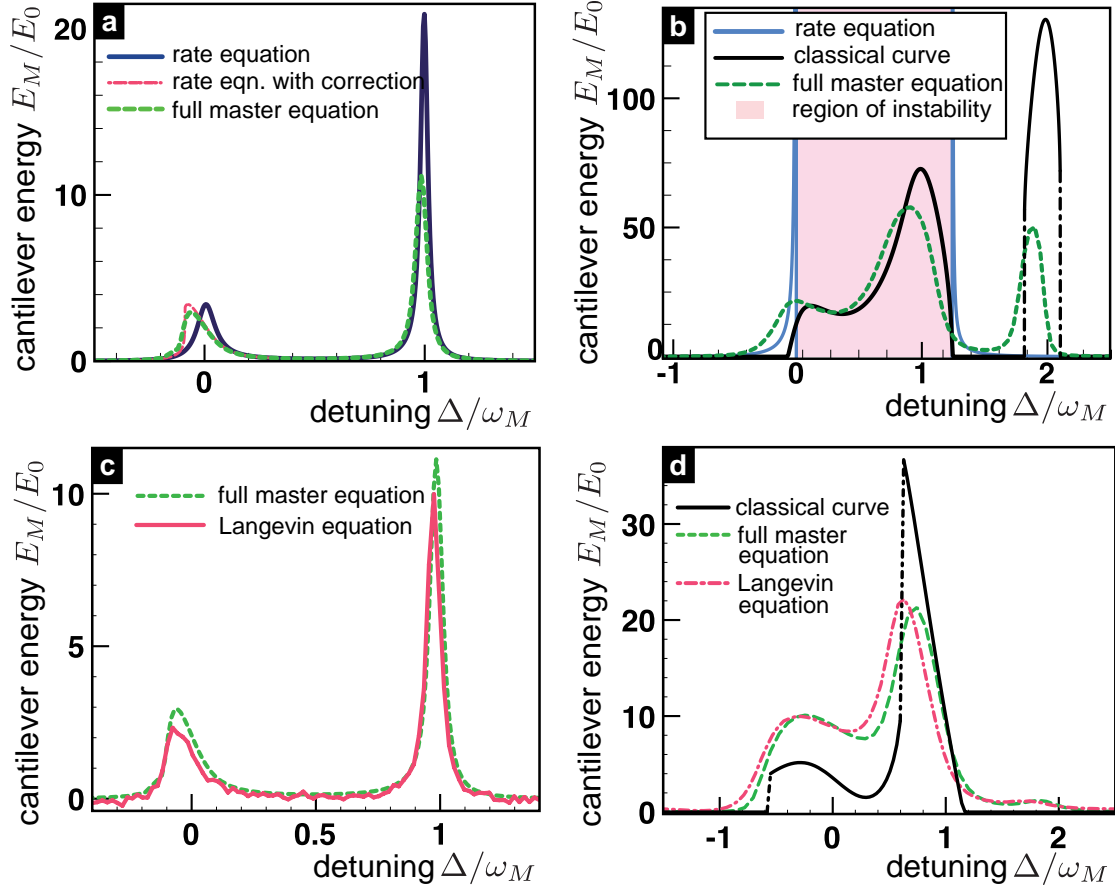 a
cantilever energy E_M/E_0
20
10
0
rate equation
rate eqn. with correction
full master equation
0
1
detuning Δ/ω_M
b
cantilever energy E_M/E_0
100
50
0
rate equation
classical curve
full master equation
region of instability
-1
0
1
2
detuning Δ/ω_M
c
cantilever energy E_M/E_0
10
5
0
full master equation
Langevin equation
0
0.5
1
detuning Δ/ω_M
d
cantilever energy E_M/E_0
30
20
10
0
classical curve
full master
equation
Langevin
equation
-1
0
1
2
detuning Δ/ω_M